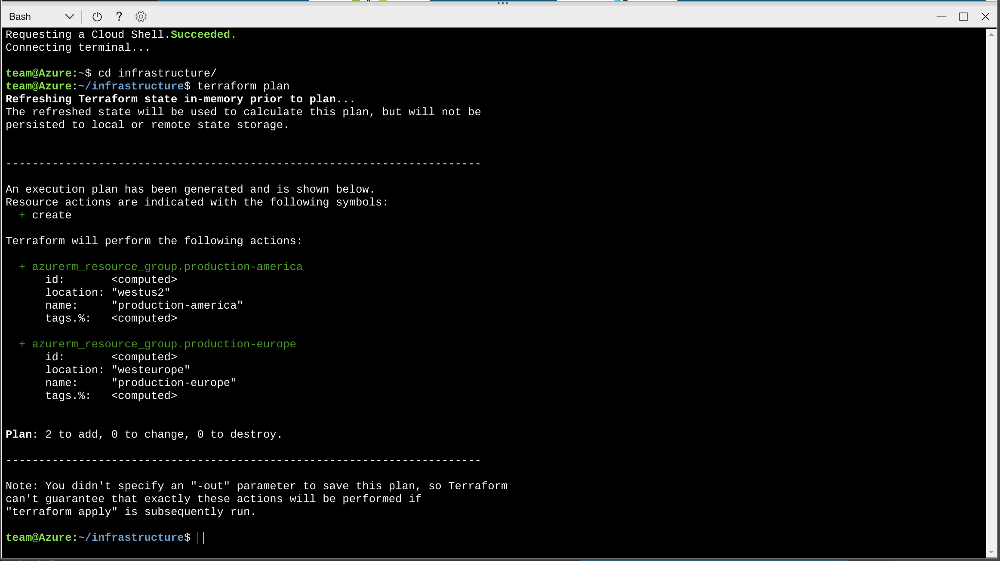 Bash
Requesting a Cloud Shell.Succeeded.
Connecting terminal...
team@Azure:~$ cd infrastructure/
team@Azure:~/infrastructure$ terraform plan
Refreshing Terraform state in-memory prior to plan...
The refreshed state will be used to calculate this plan, but will not be
persisted to local or remote state storage.
------------------------------------------------------------------------
An execution plan has been generated and is shown below.
Resource actions are indicated with the following symbols:
  + create
Terraform will perform the following actions:
  + azurerm_resource_group.production-america
      id:       <computed>
      location: "westus2"
      name:     "production-america"
      tags.%:   <computed>
  + azurerm_resource_group.production-europe
      id:       <computed>
      location: "westeurope"
      name:     "production-europe"
      tags.%:   <computed>
Plan: 2 to add, 0 to change, 0 to destroy.
------------------------------------------------------------------------
Note: You didn't specify an "-out" parameter to save this plan, so Terraform
can't guarantee that exactly these actions will be performed if
"terraform apply" is subsequently run.
team@Azure:~/infrastructure$